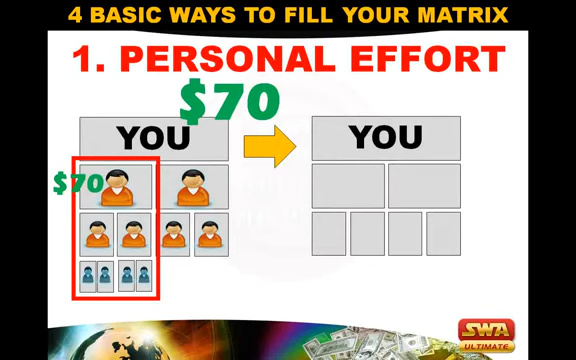 4 BASIC WAYS TO FILL YOUR MATRIX
1. PERSONAL EFFORT
$70
YOU
YOU
$70
SWA
ULTIMATE